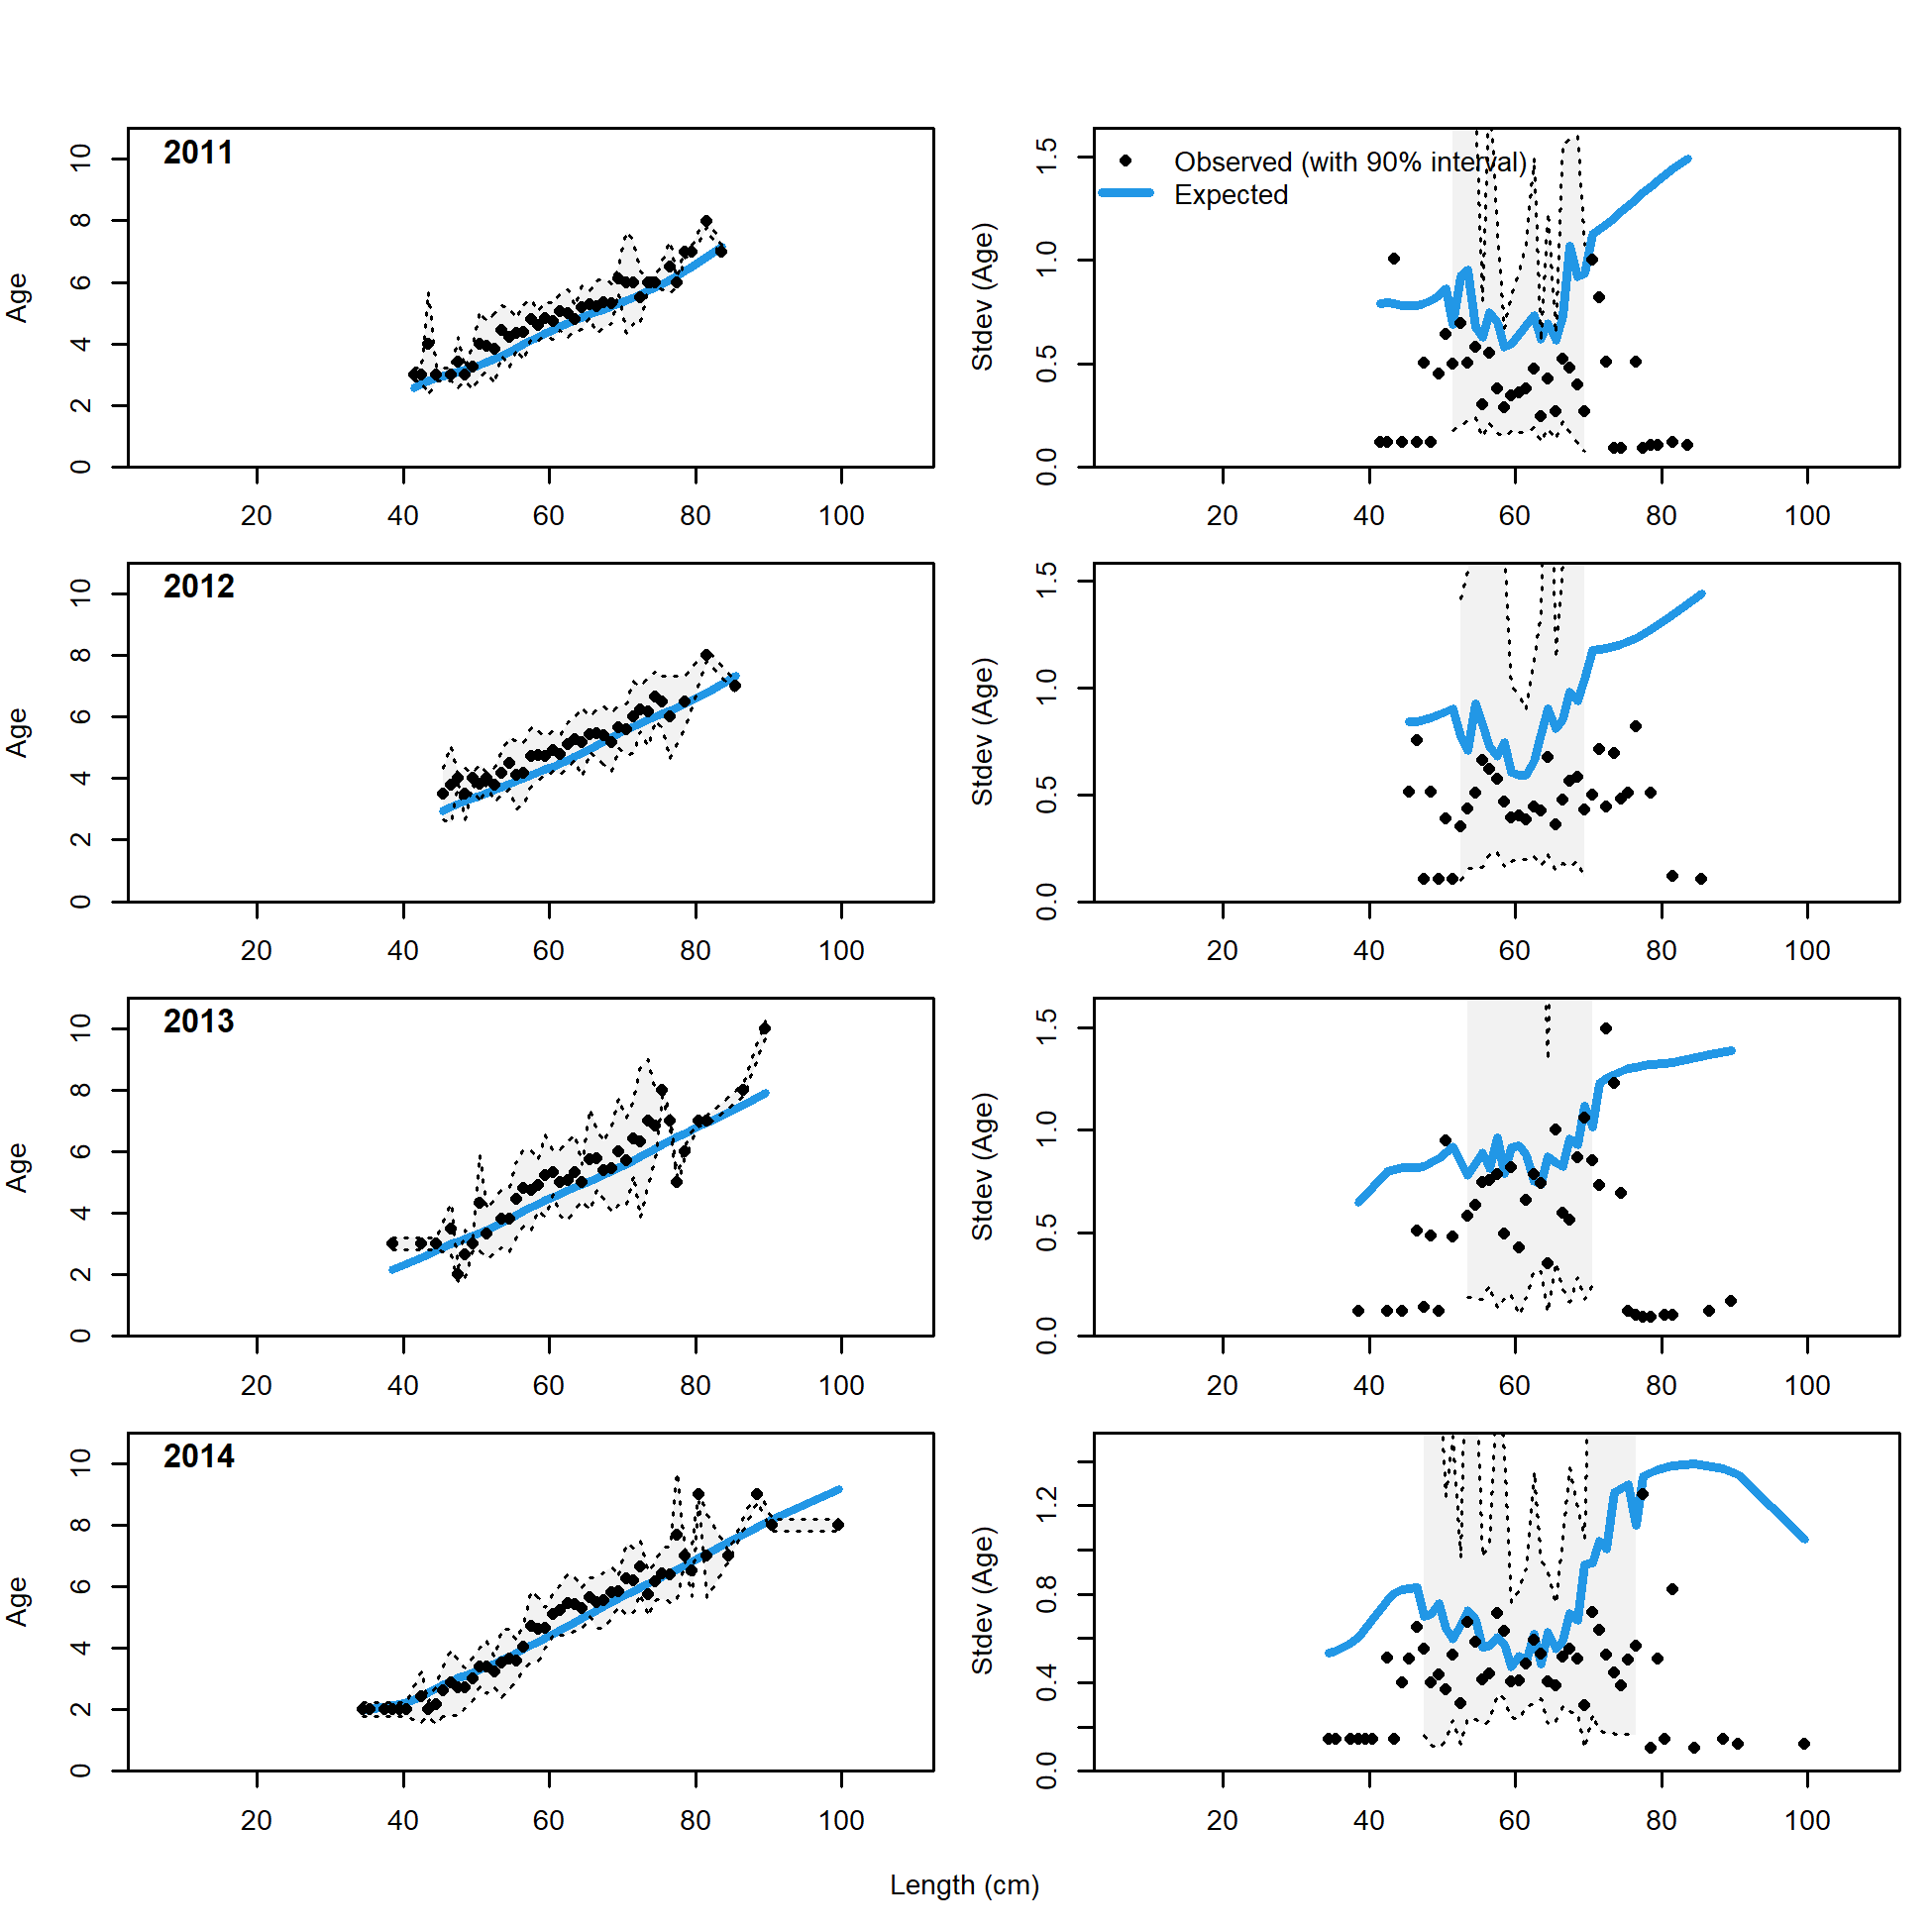 2011
Age
0 2 4 6 8 10
20 40 60 80 100
Observed (with 90% interval)
Expected
Stdev (Age)
0.0 0.5 1.0 1.5
20 40 60 80 100
2012
Age
0 2 4 6 8 10
20 40 60 80 100
Stdev (Age)
0.0 0.5 1.0 1.5
20 40 60 80 100
2013
Age
0 2 4 6 8 10
20 40 60 80 100
Stdev (Age)
0.0 0.5 1.0 1.5
20 40 60 80 100
2014
Age
0 2 4 6 8 10
20 40 60 80 100
Stdev (Age)
0.0 0.4 0.8 1.2
20 40 60 80 100
Length (cm)